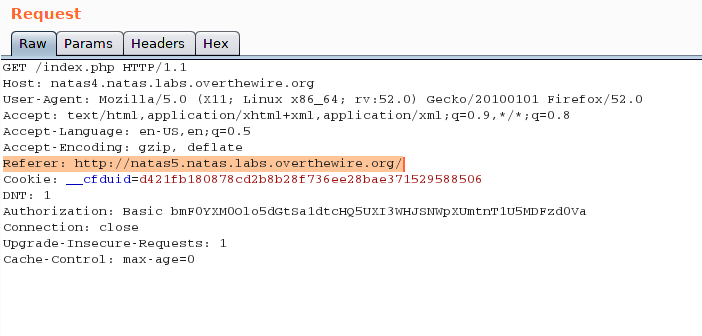 Request
Raw Params Headers Hex
GET /index.php HTTP/1.1
Host: natas4.natas.labs.overthewire.org
User-Agent: Mozilla/5.0 (X11; Linux x86_64; rv:52.0) Gecko/20100101 Firefox/52.0
Accept: text/html,application/xhtml+xml,application/xml;q=0.9,*/*;q=0.8
Accept-Language: en-US,en;q=0.5
Accept-Encoding: gzip, deflate
Referer: http://natas5.natas.labs.overthewire.org/
Cookie: __cfduid=d421fb180878cd2b8b28f736ee28bae371529588506
DNT: 1
Authorization: Basic bmF0YXM0Olo5dGtSa1dtcHQ5UXI3WHJSNWpXUmtnT1U5MDFzd0Va
Connection: close
Upgrade-Insecure-Requests: 1
Cache-Control: max-age=0